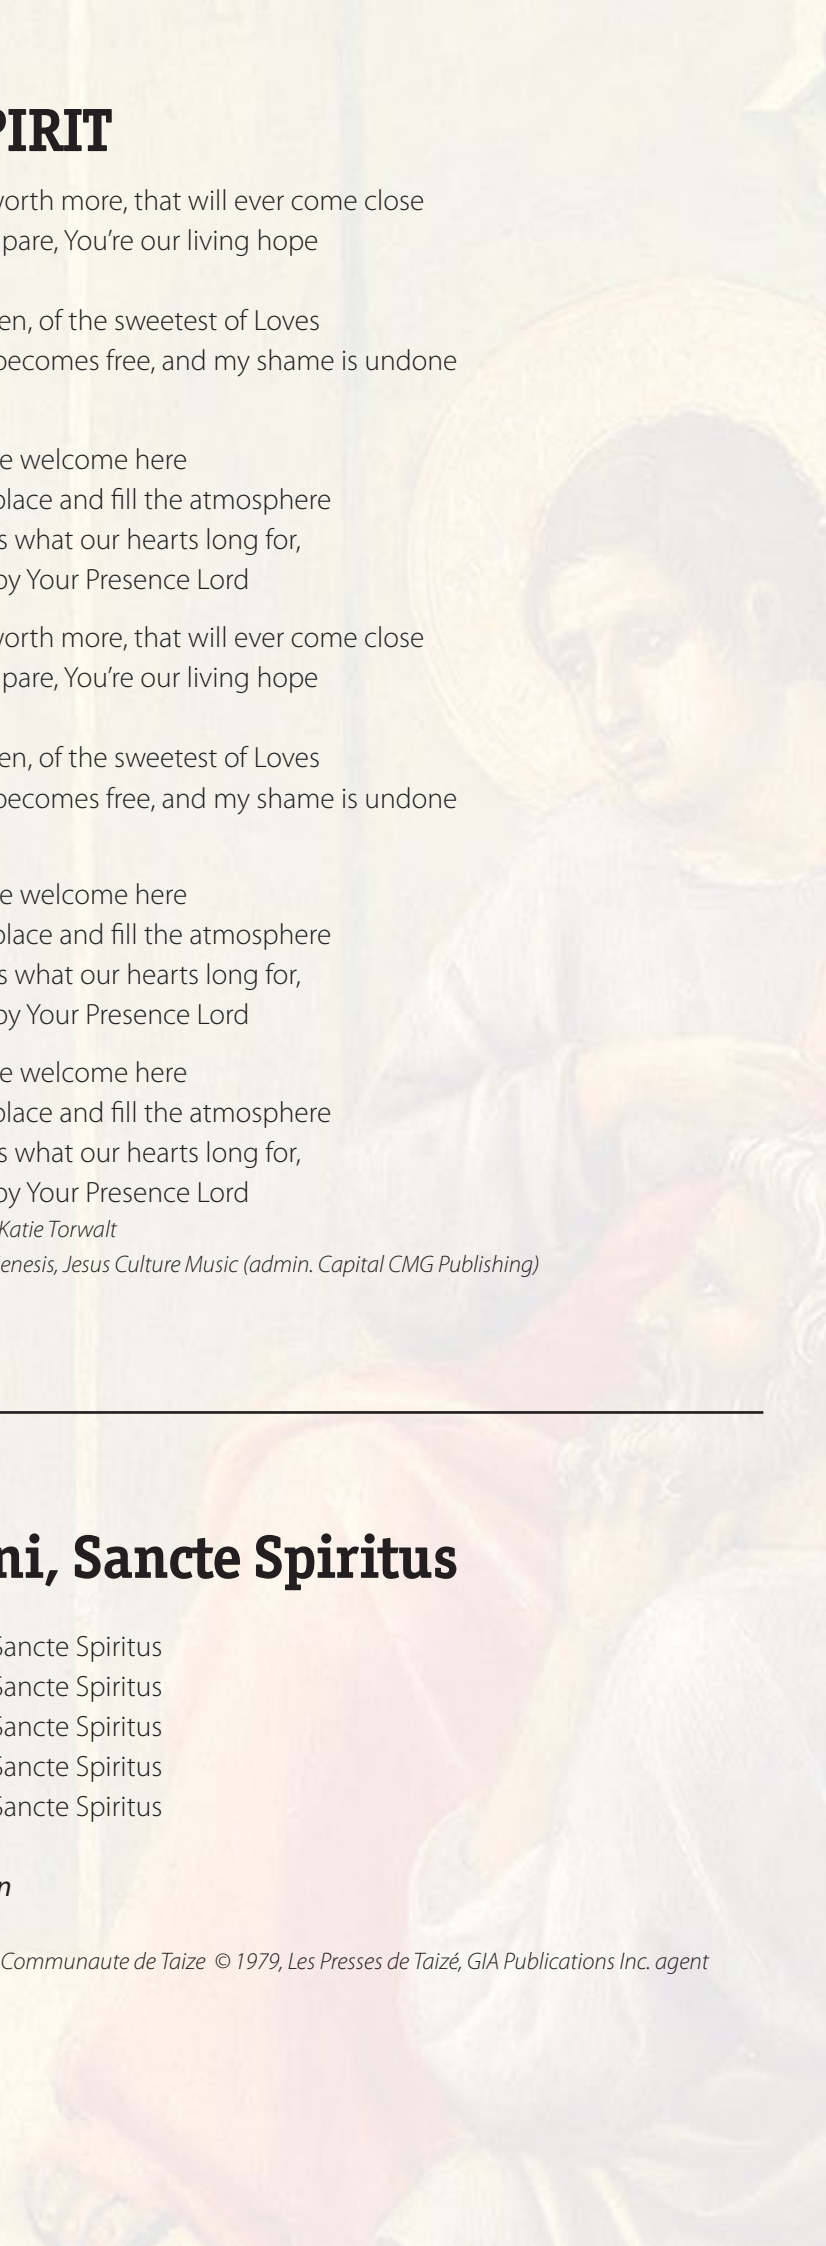 PIRIT
worth more, that will ever come close
pare, You’re our living hope
en, of the sweetest of Loves
becomes free, and my shame is undone
e welcome here
place and fill the atmosphere
s what our hearts long for,
by Your Presence Lord
worth more, that will ever come close
pare, You’re our living hope
en, of the sweetest of Loves
becomes free, and my shame is undone
e welcome here
place and fill the atmosphere
s what our hearts long for,
by Your Presence Lord
e welcome here
place and fill the atmosphere
s what our hearts long for,
by Your Presence Lord
Katie Torwalt
enesis, Jesus Culture Music (admin. Capital CMG Publishing)
ni, Sancte Spiritus
Sancte Spiritus
Sancte Spiritus
Sancte Spiritus
Sancte Spiritus
Sancte Spiritus
n
Communaute de Taize © 1979, Les Presses de Taizé, GIA Publications Inc. agent